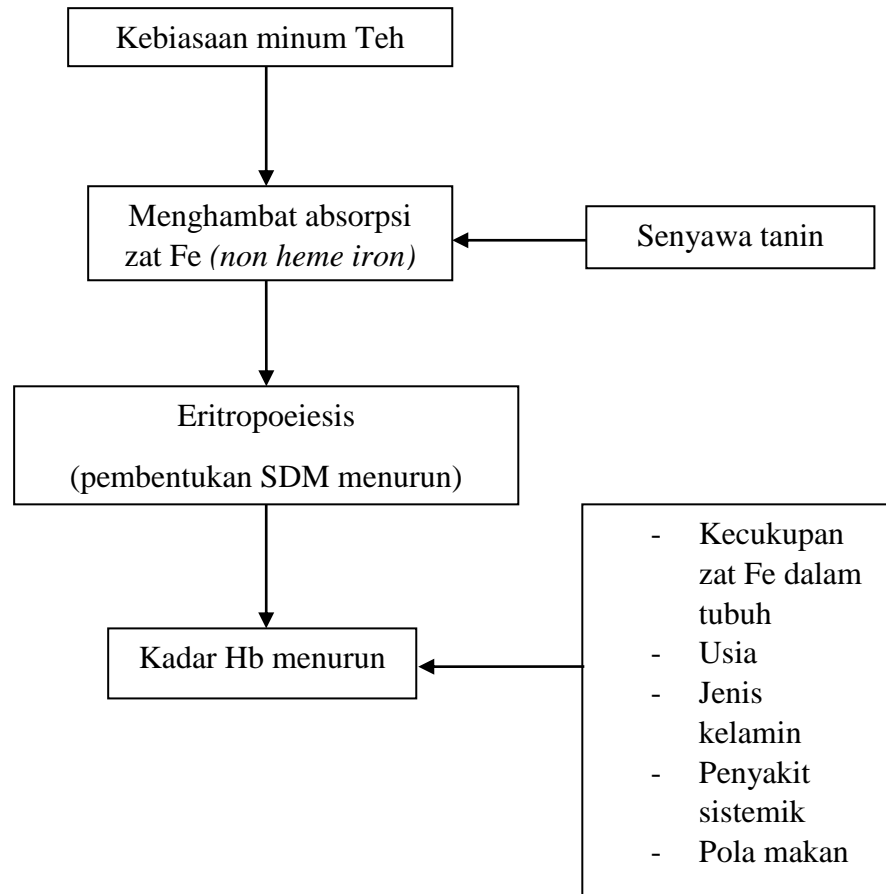 Kebiasaan minum Teh
Menghambat absorpsi
zat Fe (non heme iron)
Senyawa tanin
Eritropoeiesis
(pembentukan SDM menurun)
- Kecukupan
zat Fe dalam
tubuh
- Usia
- Jenis
kelamin
- Penyakit
sistemik
- Pola makan
Kadar Hb menurun